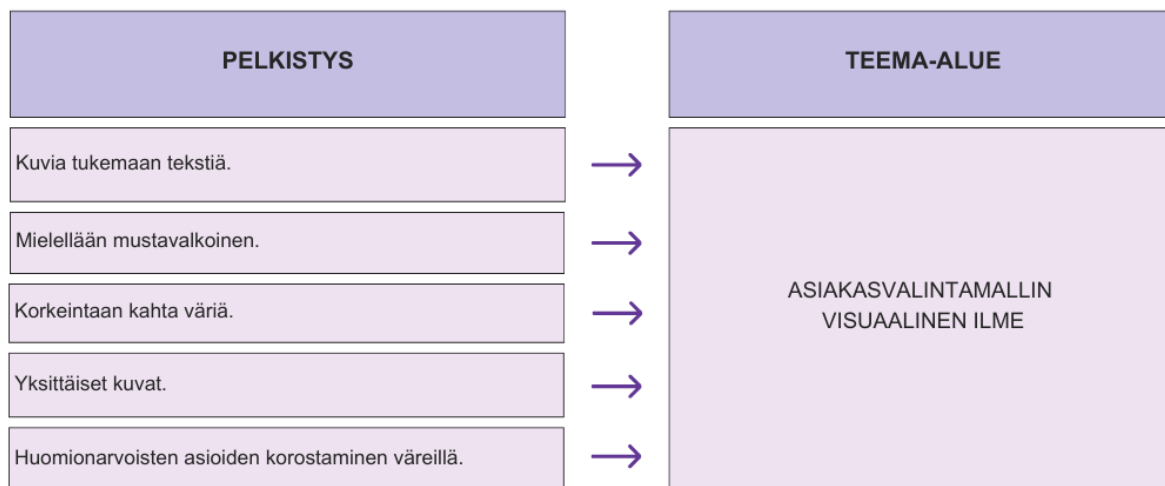 PELKISTYS
TEEMA-ALUE
Kuvia tukemaan tekstiä.
Mielellään mustavalkoinen.
Korkeintaan kahta väriä.
Yksittäiset kuvat.
Huomionarvoisten asioiden korostaminen väreillä.
ASIAKASVALINTAMALLIN
VISUAALINEN ILME